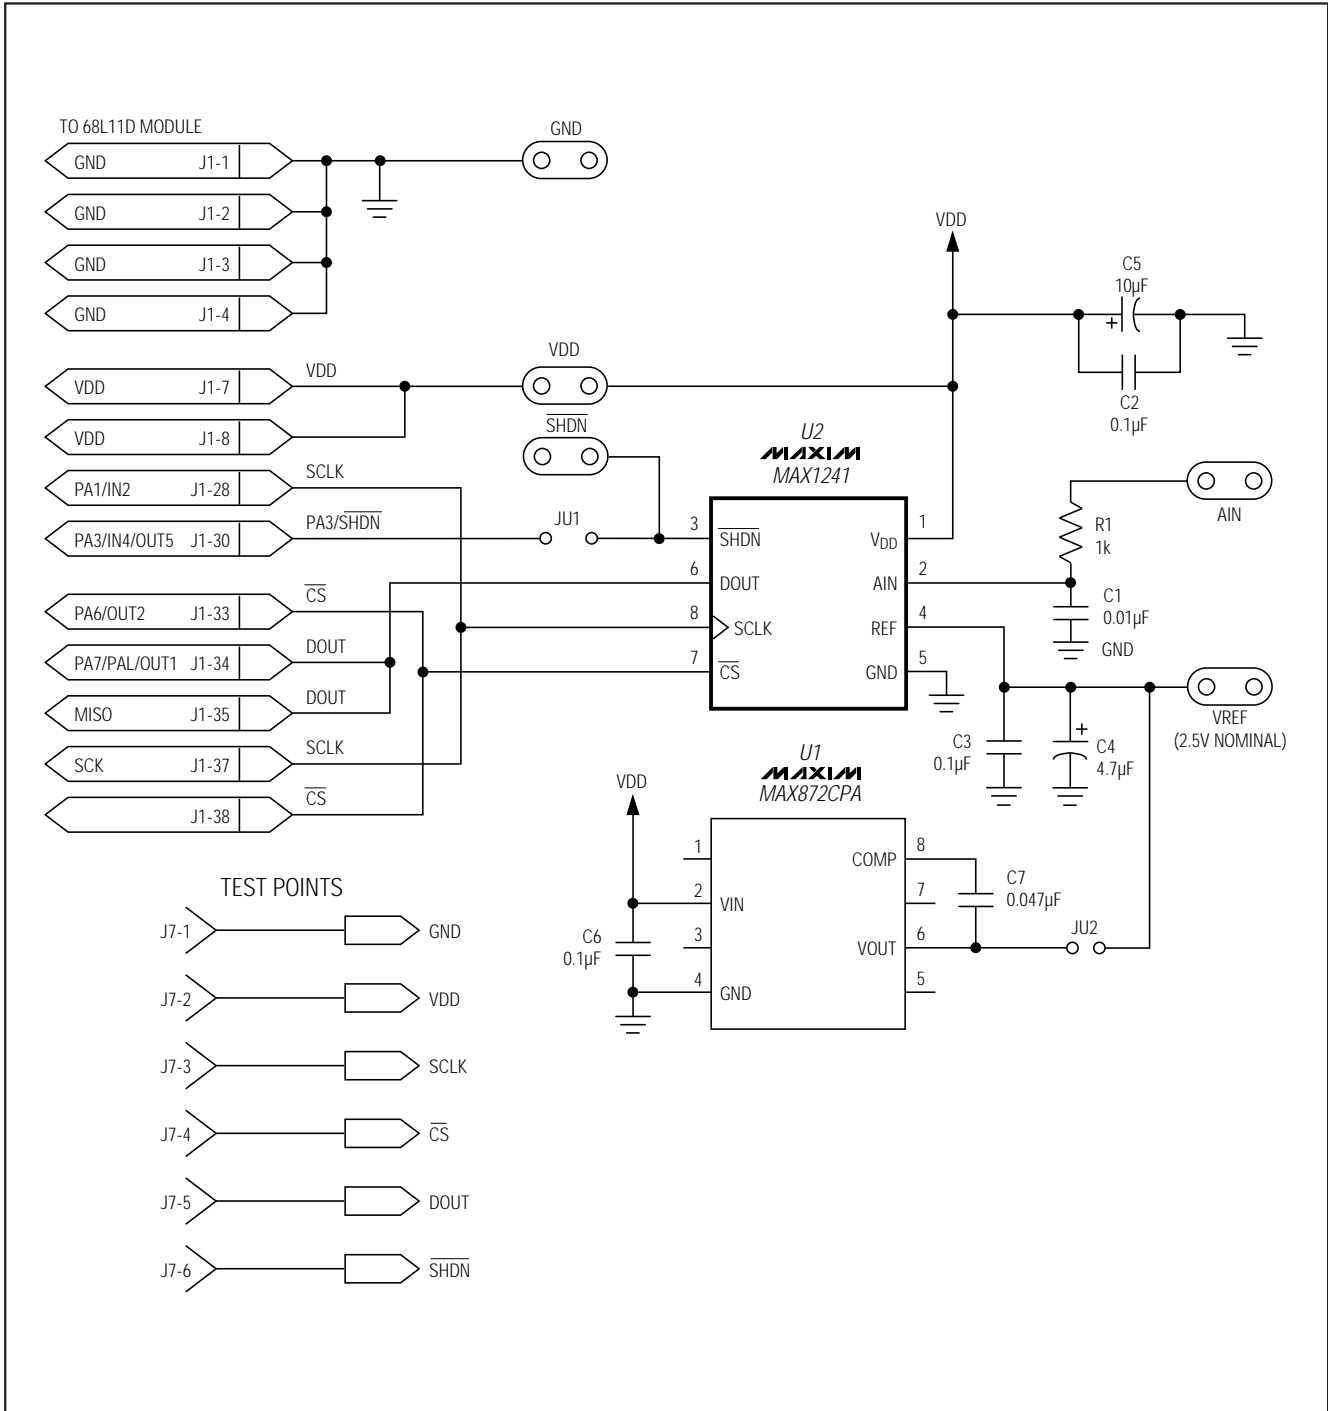 TO 68L11D MODULE
GND J1-1
GND J1-2
GND J1-3
GND J1-4
VDD J1-7
VDD J1-8
PA1/IN2 J1-28
PA3/IN4/OUT5 J1-30
PA6/OUT2 J1-33
PA7/PAL/OUT1 J1-34
MISO J1-35
SCK J1-37
J1-38
VDD
SCLK
PA3/SHDN
CS
DOUT
DOUT
SCLK
CS
GND
VDD
SHDN
JU1
U2
MAXIM
MAX1241
3 SHDN
6 DOUT
8 SCLK
7 CS
VDD 1
AIN 2
REF 4
GND 5
VDD
C5
10µF
+
C2
0.1µF
AIN
R1
1k
C1
0.01µF
GND
VREF
(2.5V NOMINAL)
C3
0.1µF
+
C4
4.7µF
U1
MAXIM
MAX872CPA
VDD
1
2 VIN
3
4 GND
COMP 8
7
VOUT 6
5
C6
0.1µF
C7
0.047µF
JU2
TEST POINTS
J7-1 GND
J7-2 VDD
J7-3 SCLK
J7-4 CS
J7-5 DOUT
J7-6 SHDN